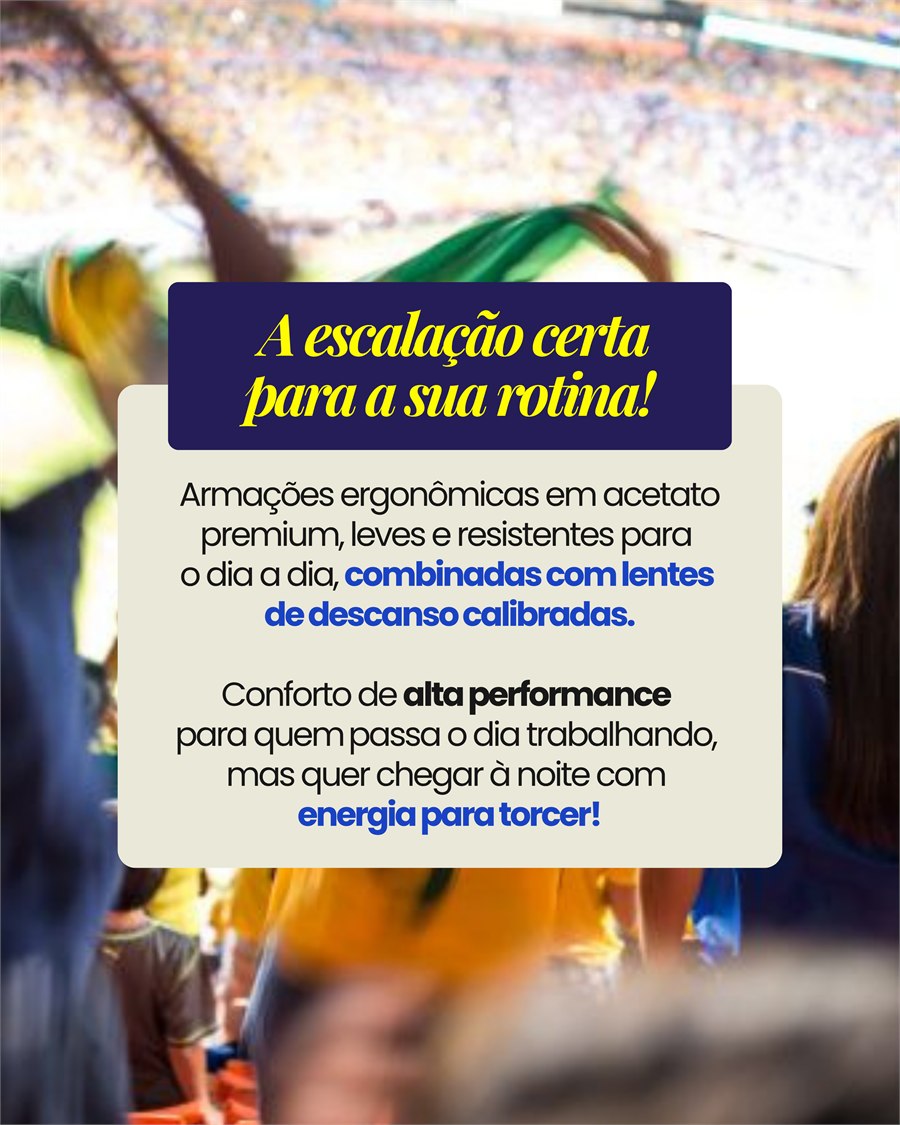 A escalação certa
para a sua rotina!
Armações ergonômicas em acetato
premium, leves e resistentes para
o dia a dia, combinadas com lentes
de descanso calibradas.
Conforto de alta performance
para quem passa o dia trabalhando,
mas quer chegar à noite com
energia para torcer!